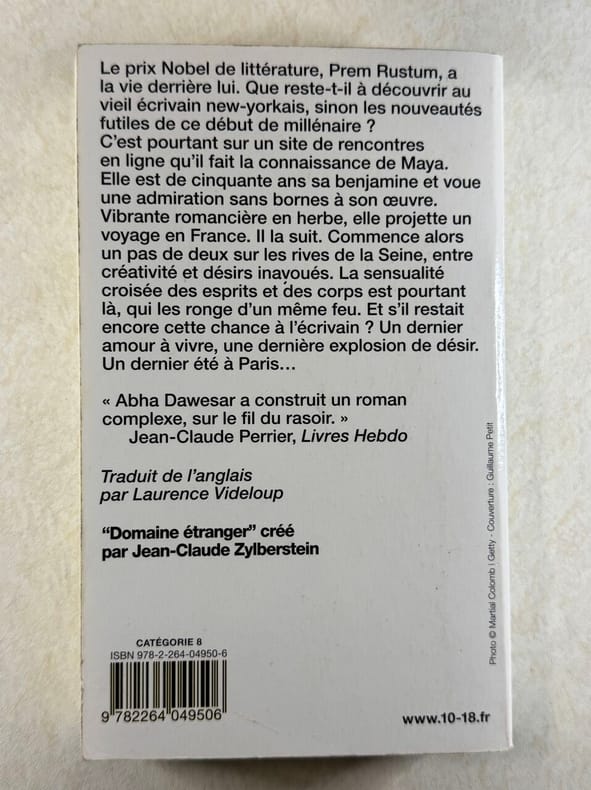 Le prix Nobel de littérature, Prem Rustum, a
la vie derrière lui. Que reste-t-il à découvrir au
vieil écrivain new-yorkais, sinon les nouveautés
futiles de ce début de millénaire ?
C'est pourtant sur un site de rencontres
en ligne qu'il fait la connaissance de Maya.
Elle est de cinquante ans sa benjamine et voue
une admiration sans bornes à son œuvre.
Vibrante romancière en herbe, elle projette un
voyage en France. Il la suit. Commence alors
un pas de deux sur les rives de la Seine, entre
créativité et désirs inavoués. La sensualité
croisée des esprits et des corps est pourtant
là, qui les ronge d'un même feu. Et s'il restait
encore cette chance à l'écrivain ? Un dernier
amour à vivre, une dernière explosion de désir.
Un dernier été à Paris…
« Abha Dawesar a construit un roman
complexe, sur le fil du rasoir. »
Jean-Claude Perrier, Livres Hebdo
Traduit de l'anglais
par Laurence Videloup
“Domaine étranger” créé
par Jean-Claude Zylberstein
CATÉGORIE 8
ISBN 978-2-264-04950-6
9 782264 049506
www.10-18.fr
Photo © Martial Colomb | Getty - Couverture : Guillaume Petit